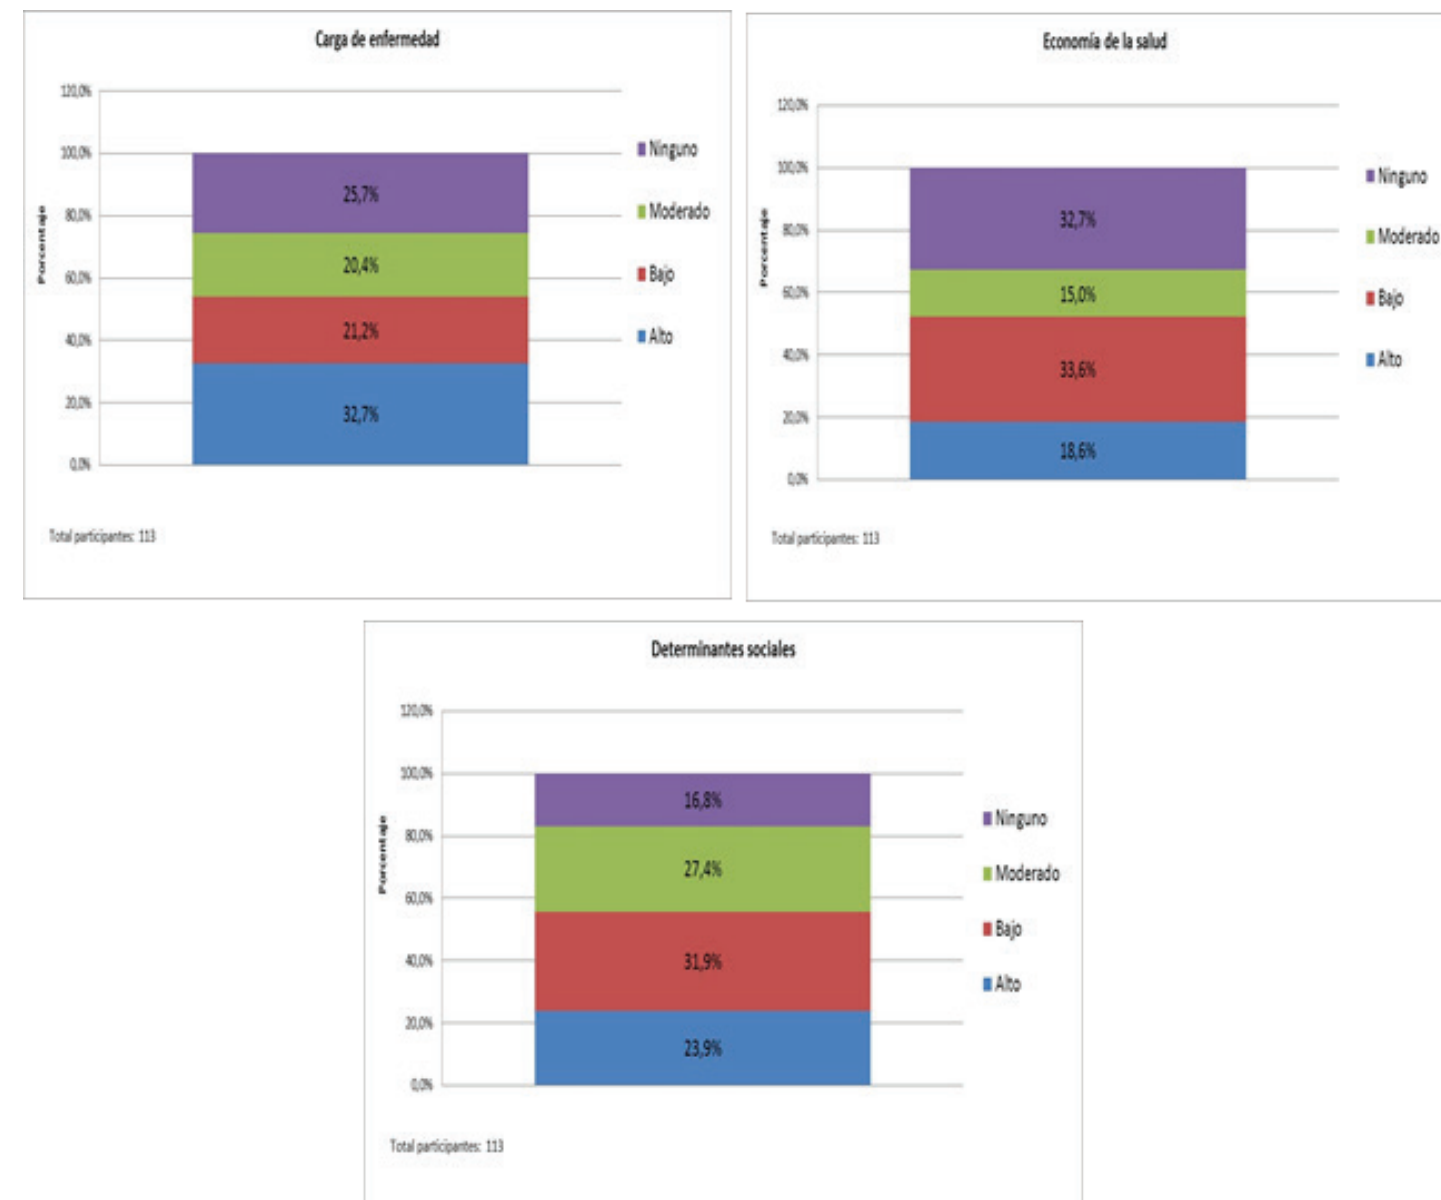 Carga de enfermedad
120,0%
100,0%
80,0%
60,0%
40,0%
20,0%
0,0%
Porcentaje
25,7%
20,4%
21,2%
32,7%
Ninguno
Moderado
Bajo
Alto
Total participantes: 113
Economía de la salud
120,0%
100,0%
80,0%
60,0%
40,0%
20,0%
0,0%
Porcentaje
32,7%
15,0%
33,6%
18,6%
Ninguno
Moderado
Bajo
Alto
Total participantes: 113
Determinantes sociales
120,0%
100,0%
80,0%
60,0%
40,0%
20,0%
0,0%
Porcentaje
16,8%
27,4%
31,9%
23,9%
Ninguno
Moderado
Bajo
Alto
Total participantes: 113